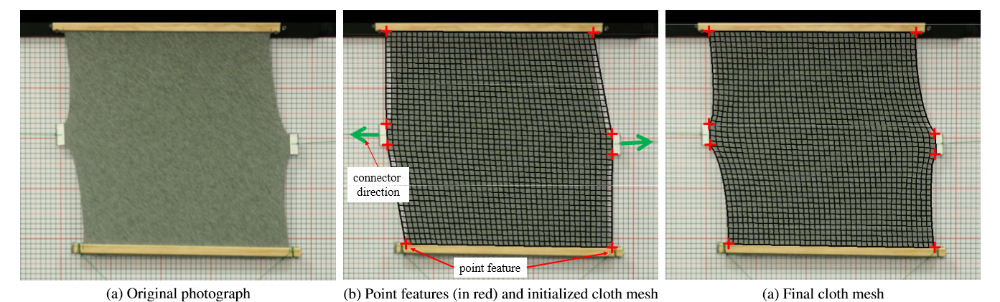 connector
direction
point feature
(a) Original photograph
(b) Point features (in red) and initialized cloth mesh
(a) Final cloth mesh